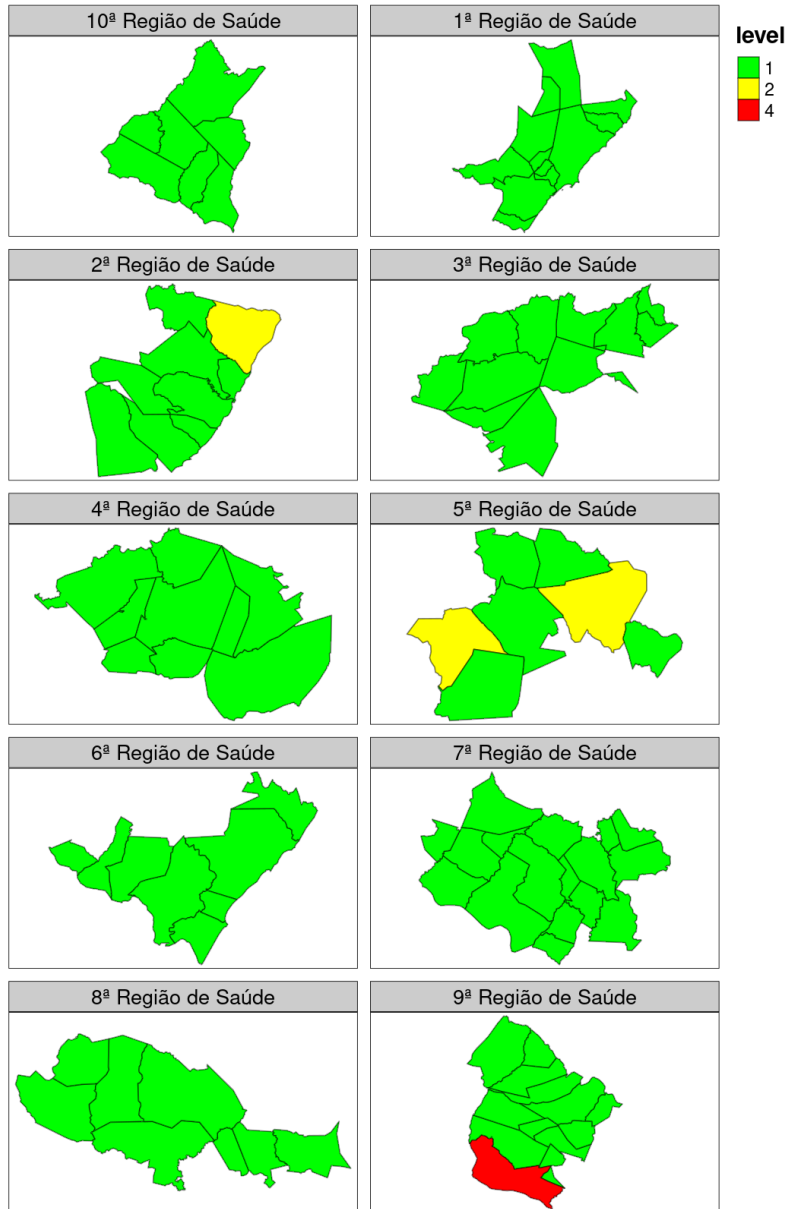 10ª Região de Saúde
1ª Região de Saúde
level
1
2
4
2ª Região de Saúde
3ª Região de Saúde
4ª Região de Saúde
5ª Região de Saúde
6ª Região de Saúde
7ª Região de Saúde
8ª Região de Saúde
9ª Região de Saúde